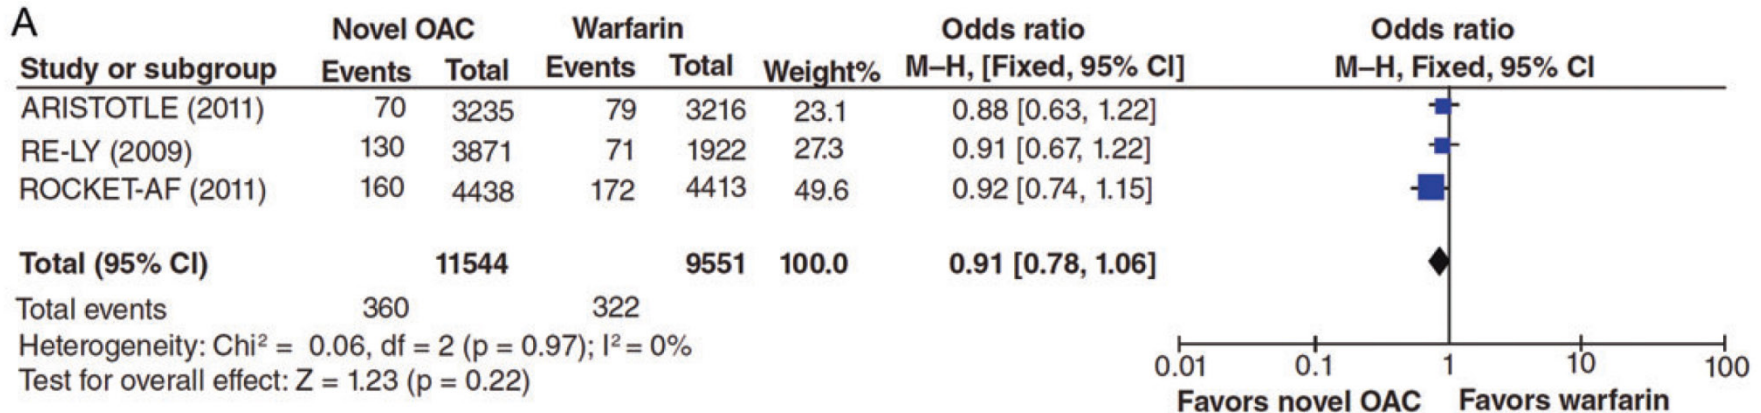 A
Novel OAC Warfarin Odds ratio Odds ratio
Study or subgroup Events Total Events Total Weight% M–H, [Fixed, 95% CI] M–H, Fixed, 95% CI
ARISTOTLE (2011) 70 3235 79 3216 23.1 0.88 [0.63, 1.22]
RE-LY (2009) 130 3871 71 1922 27.3 0.91 [0.67, 1.22]
ROCKET-AF (2011) 160 4438 172 4413 49.6 0.92 [0.74, 1.15]
Total (95% CI) 11544 9551 100.0 0.91 [0.78, 1.06]
Total events 360 322
Heterogeneity: Chi² = 0.06, df = 2 (p = 0.97); I² = 0%
Test for overall effect: Z = 1.23 (p = 0.22)
0.01 0.1 1 10 100
Favors novel OAC Favors warfarin